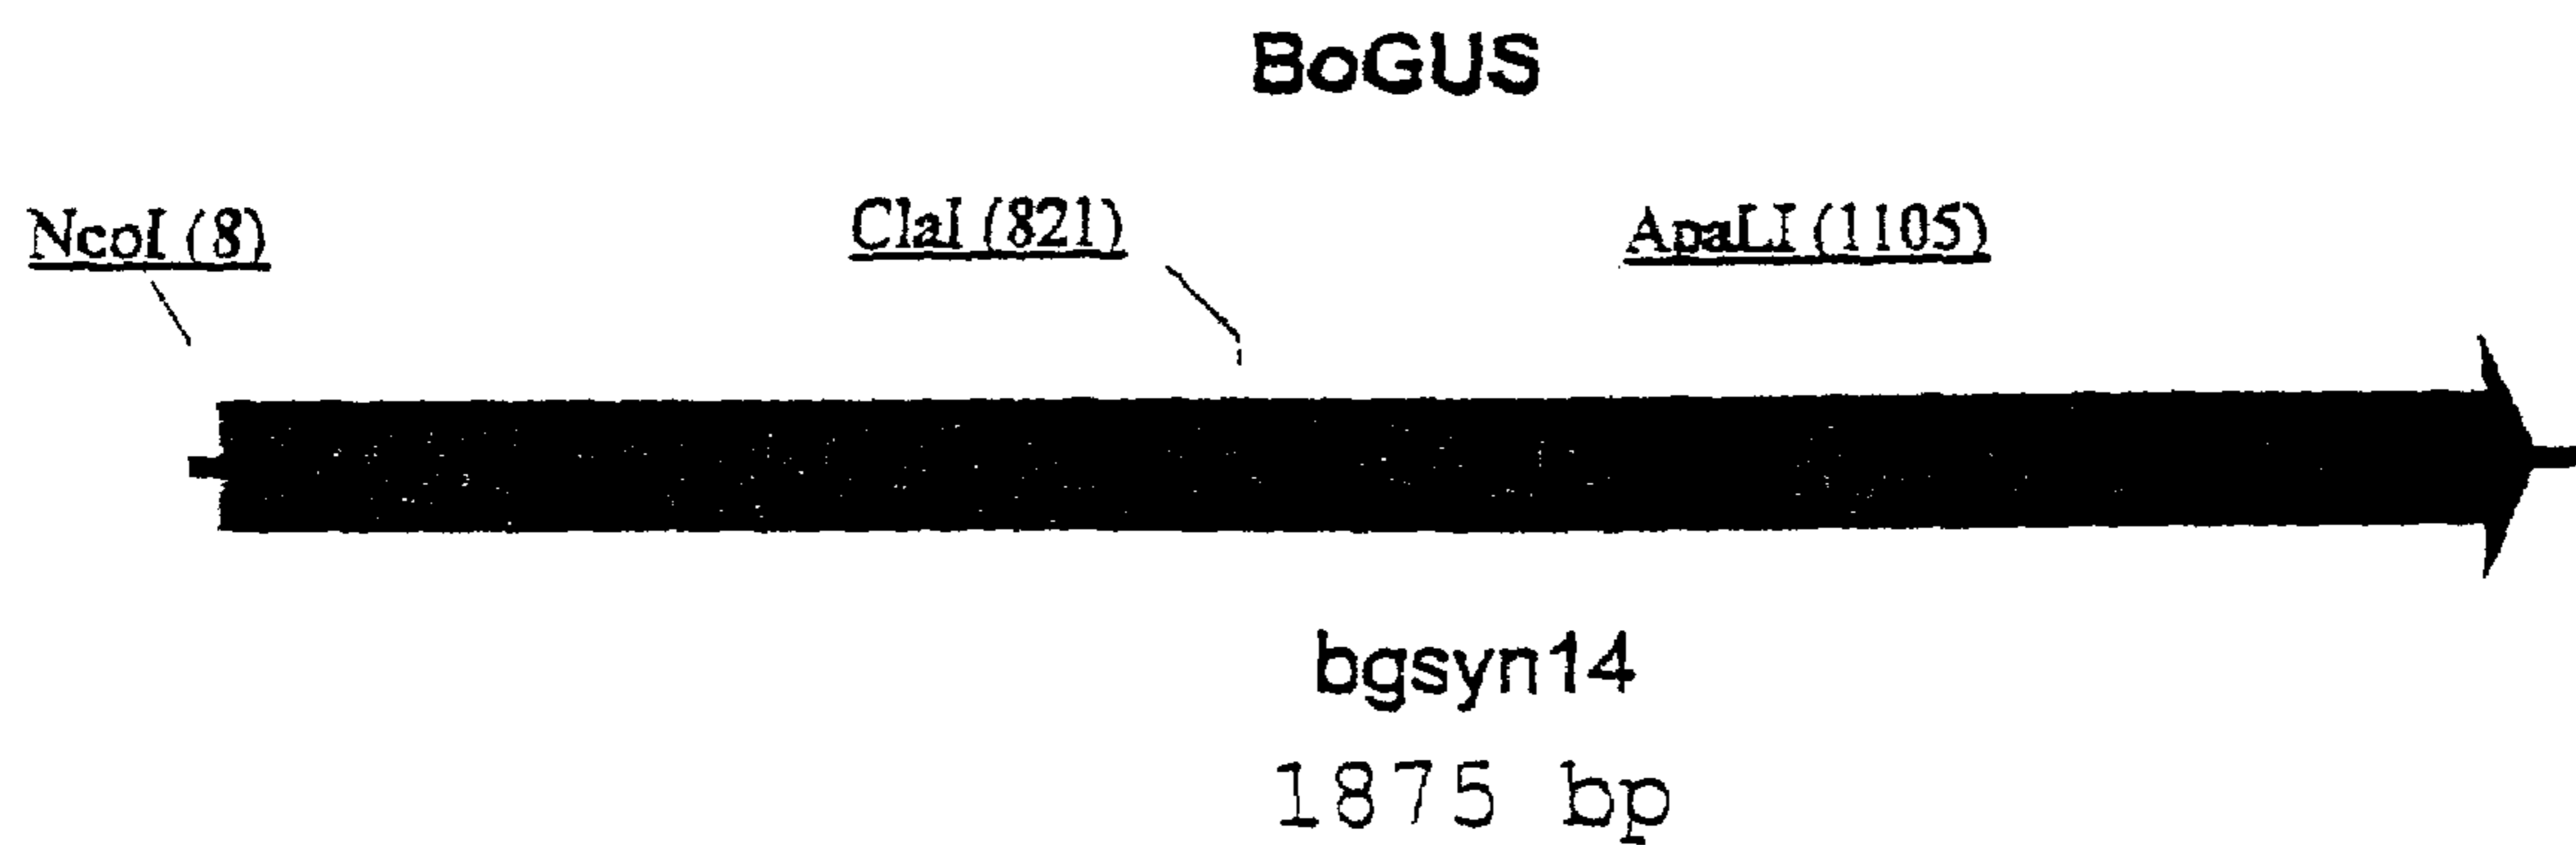 BoGUS
NcoI (8)
ClaI (821)
ApaLI (1105)
bgsyn14
1875 bp